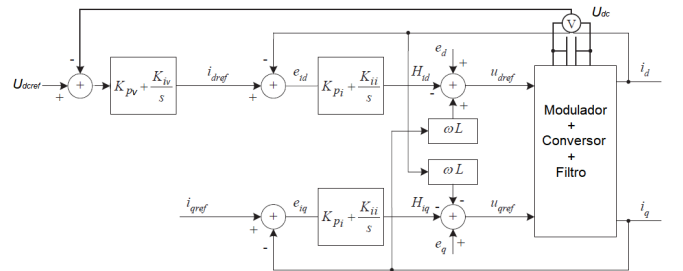 U_dc
V
-
U_dcref
+
+
K_pv + K_iv/s
i_dref
+
-
+
e_id
K_pi + K_ii/s
H_id
-
e_d
+
+
+
u_dref
ωL
Modulador
+
Conversor
+
Filtro
i_d
ωL
i_qref
+
-
+
e_iq
K_pi + K_ii/s
H_iq
-
-
+
e_q
+
u_qref
i_q